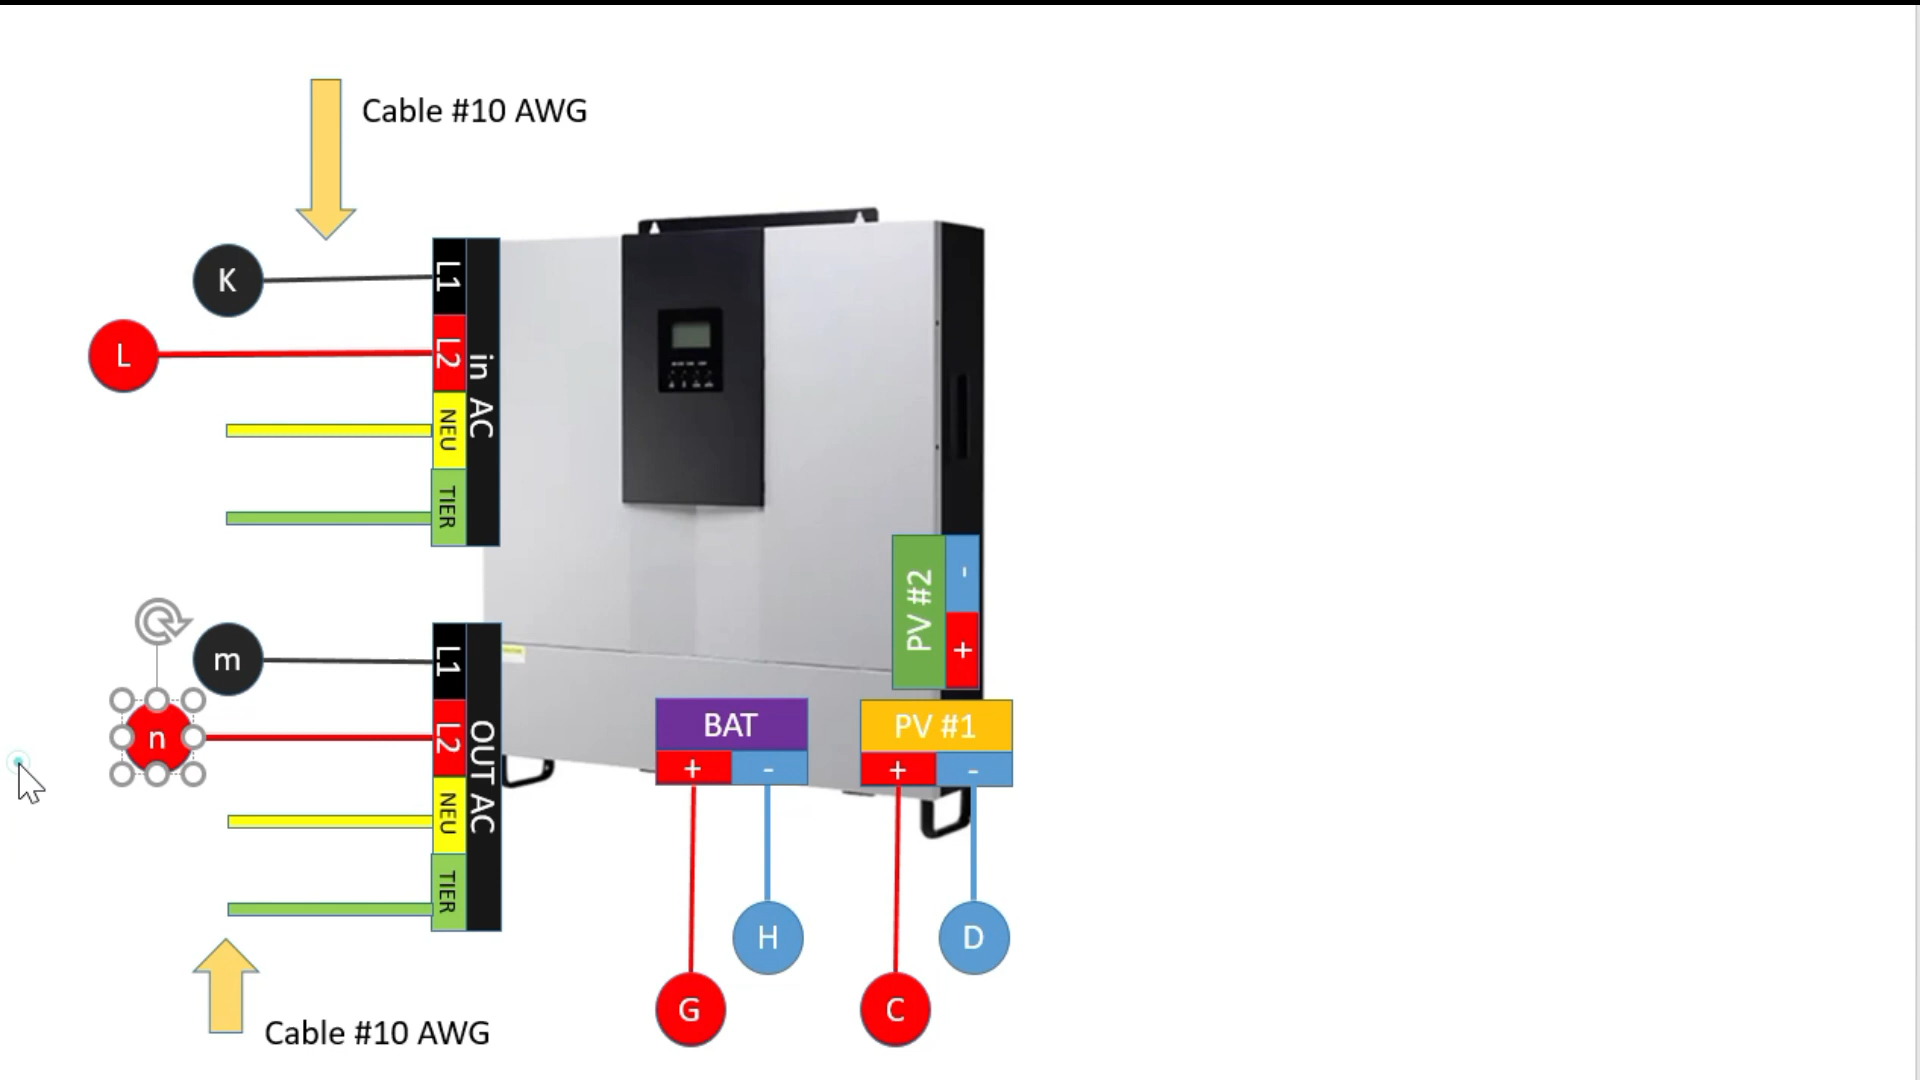 Cable #10 AWG
K
L1
L
L2
in AC
NEU
TIER
m
L1
n
L2
OUT AC
NEU
TIER
PV #2
-
+
BAT
+
-
PV #1
+
-
H
D
G
C
Cable #10 AWG